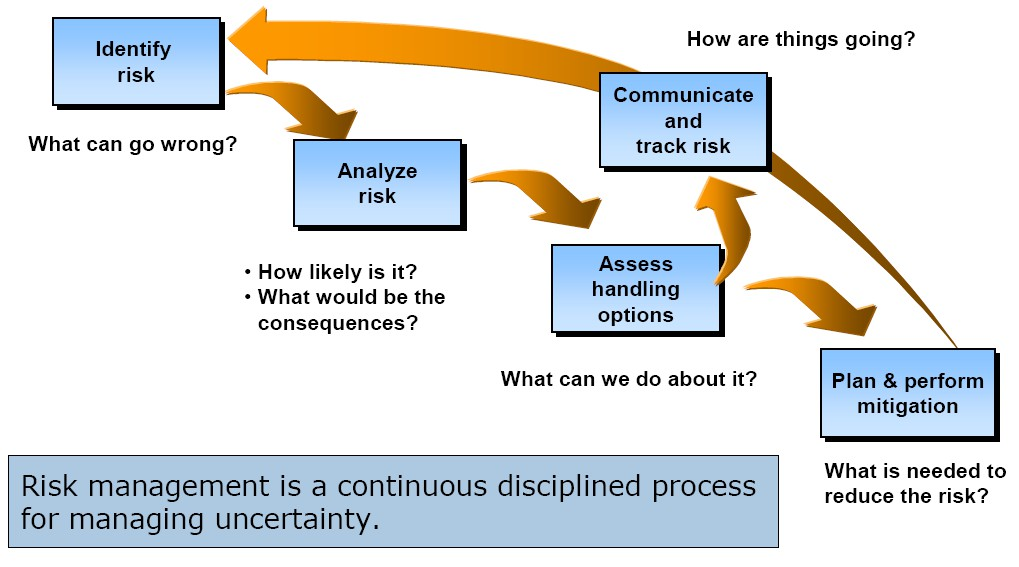 Identify
risk
What can go wrong?
How are things going?
Communicate
and
track risk
Analyze
risk
• How likely is it?
• What would be the
consequences?
Assess
handling
options
What can we do about it?
Plan & perform
mitigation
What is needed to
reduce the risk?
Risk management is a continuous disciplined process
for managing uncertainty.